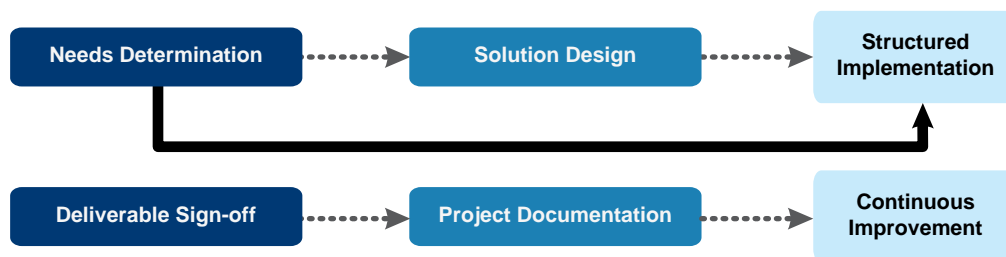 Needs Determination
Solution Design
Structured
Implementation
Deliverable Sign-off
Project Documentation
Continuous
Improvement